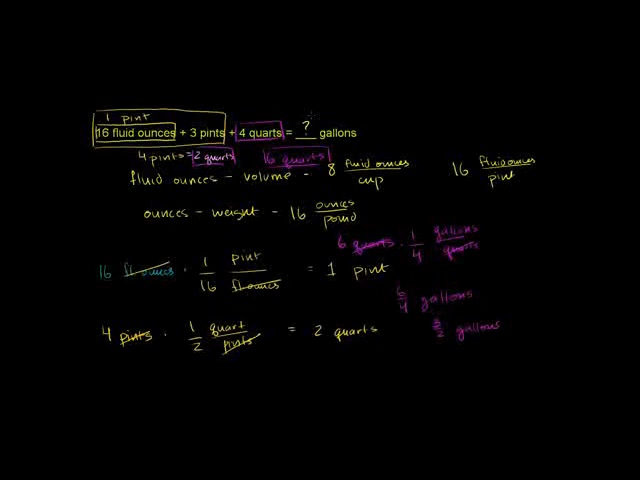 1 pint
16 fluid ounces + 3 pints + 4 quarts = ? gallons
4 pints = 2 quarts 16 quarts
fluid ounces - volume - 8 fluid ounces / cup 16 fluid ounces / pint
ounces - weight - 16 ounces / pound
6 quarts · 1/4 gallons / quarts
16 fl ounces · 1/16 pint / fl ounces = 1 pint
6/4 gallons
4 pints · 1/2 quart / pints = 2 quarts
3/2 gallons